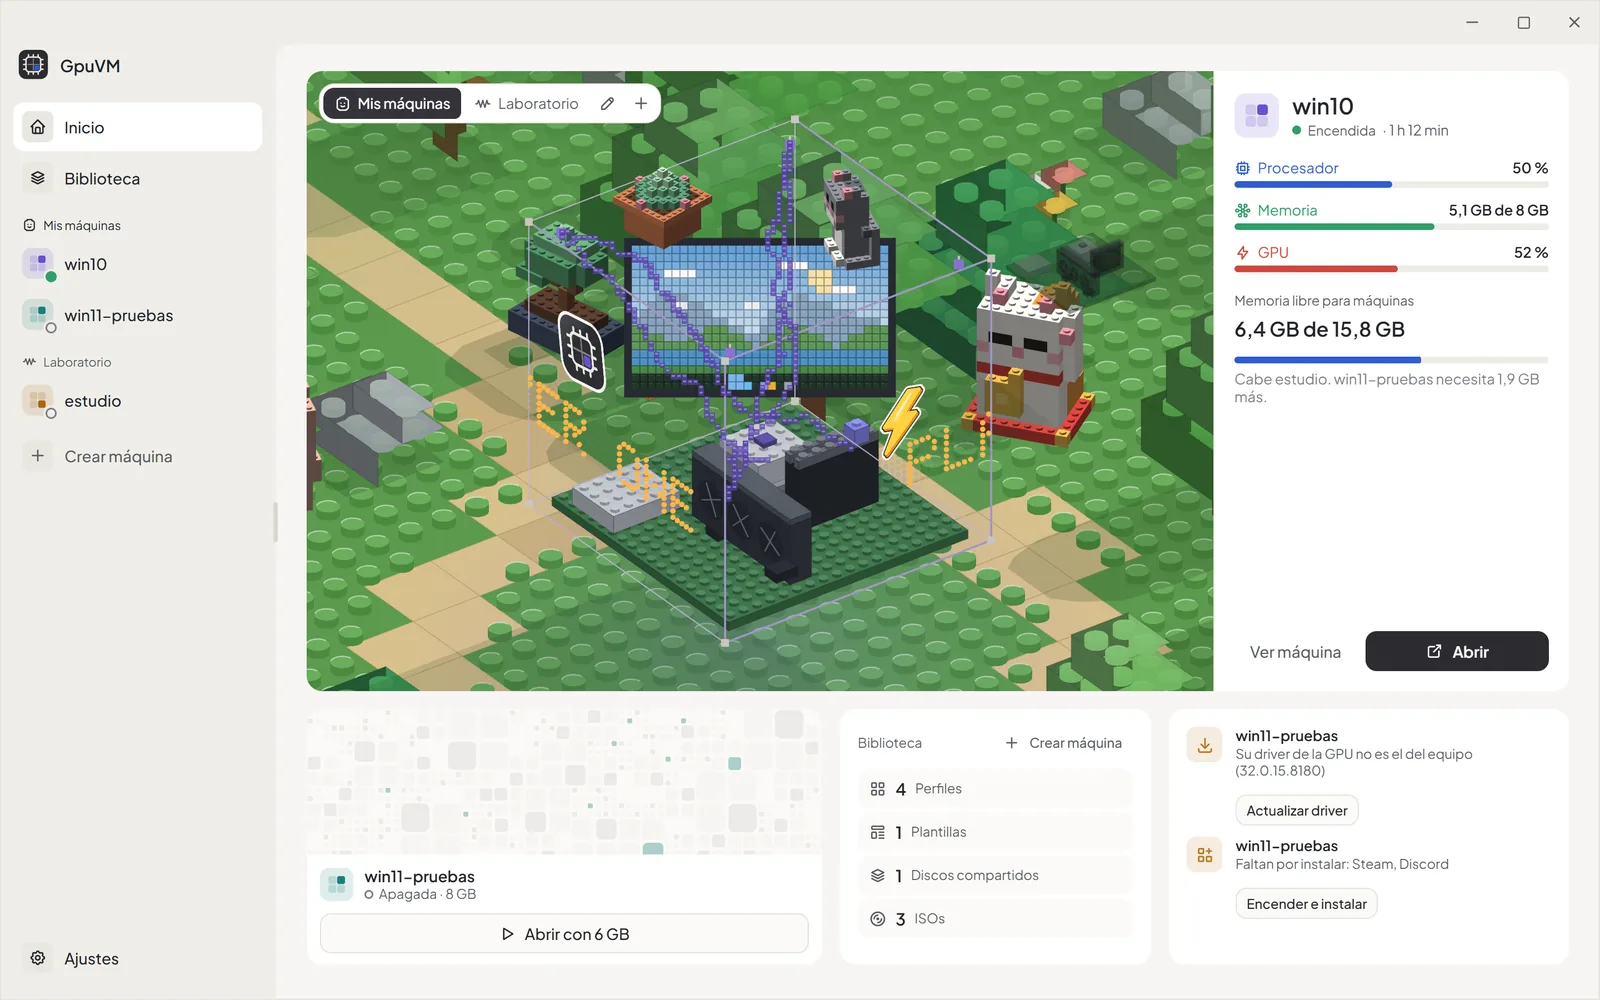 GpuVM
Inicio
Biblioteca
Mis máquinas
win10
win11-pruebas
Laboratorio
estudio
Crear máquina
Ajustes
Mis máquinas
Laboratorio
CPU
GPU
win10
Encendida · 1 h 12 min
Procesador 50 %
Memoria 5,1 GB de 8 GB
GPU 52 %
Memoria libre para máquinas
6,4 GB de 15,8 GB
Cabe estudio. win11-pruebas necesita 1,9 GB
más.
Ver máquina
Abrir
win11-pruebas
Apagada · 8 GB
Abrir con 6 GB
Biblioteca
Crear máquina
4 Perfiles
1 Plantillas
1 Discos compartidos
3 ISOs
win11-pruebas
Su driver de la GPU no es el del equipo
(32.0.15.8180)
Actualizar driver
win11-pruebas
Faltan por instalar: Steam, Discord
Encender e instalar